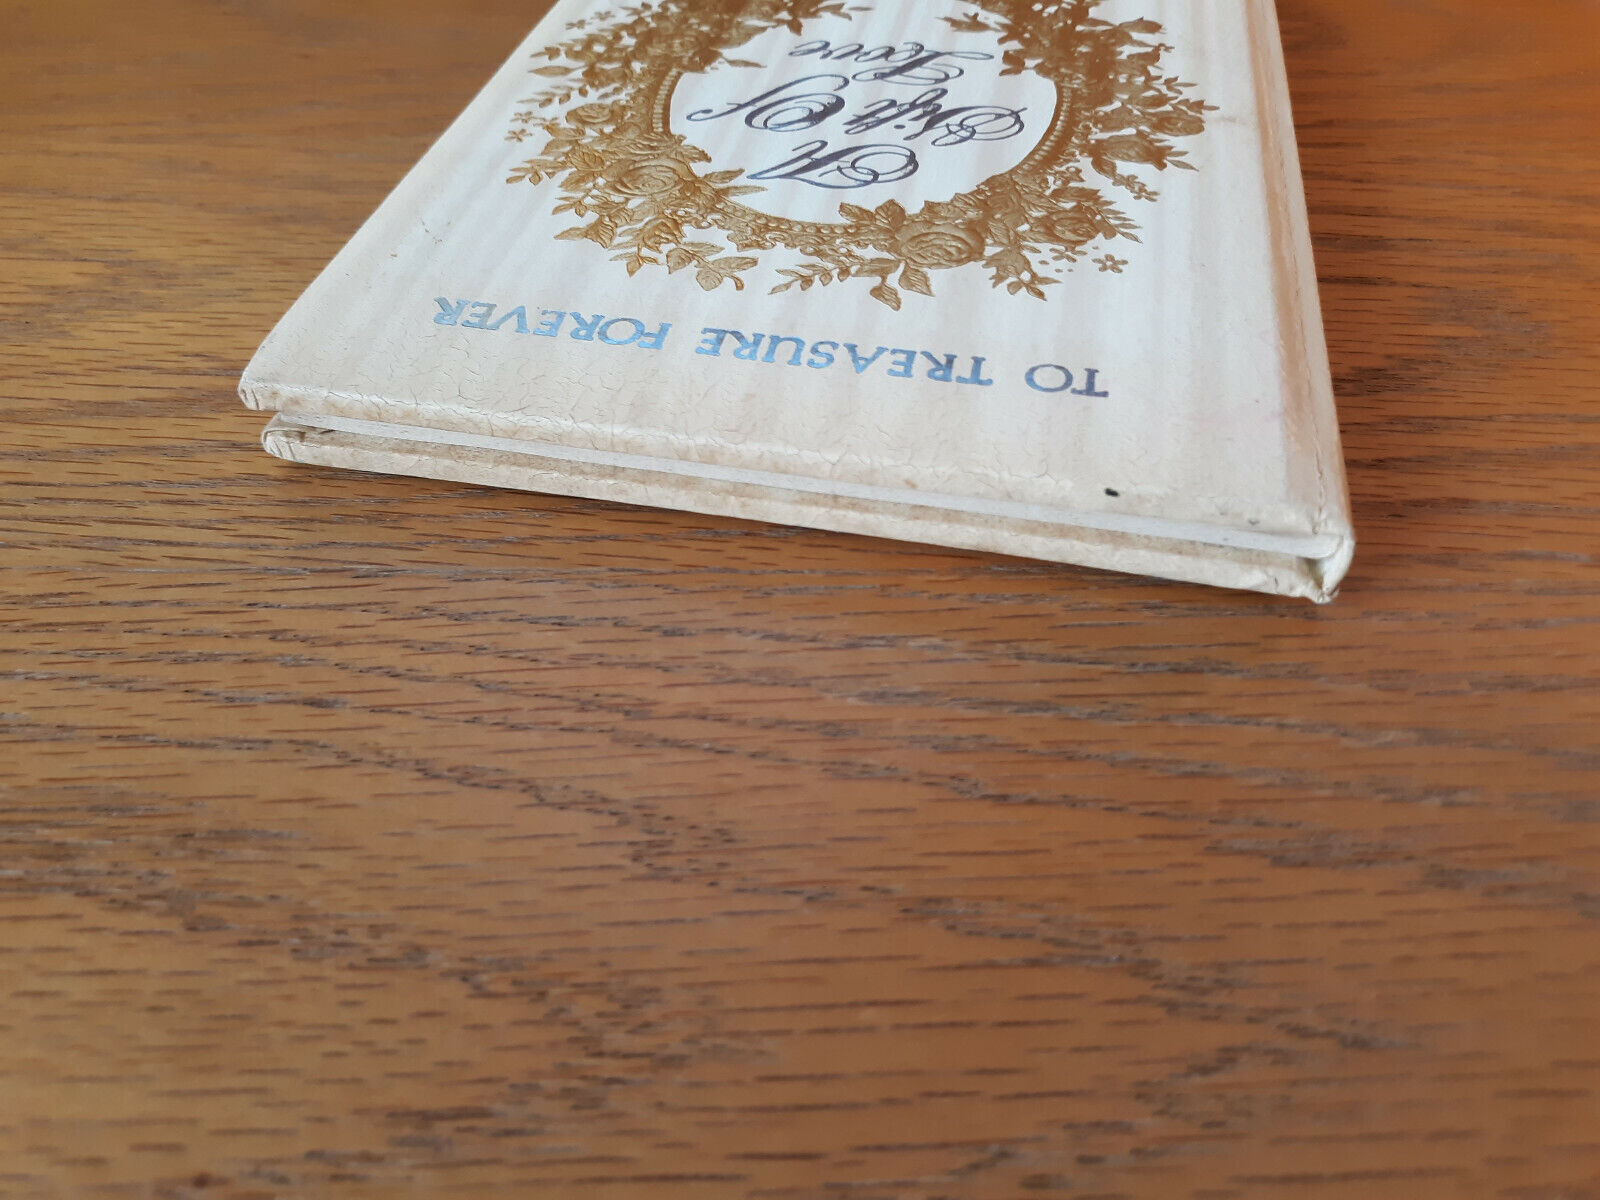 TO TREASURE FOREVER
A
Gift Of
Love